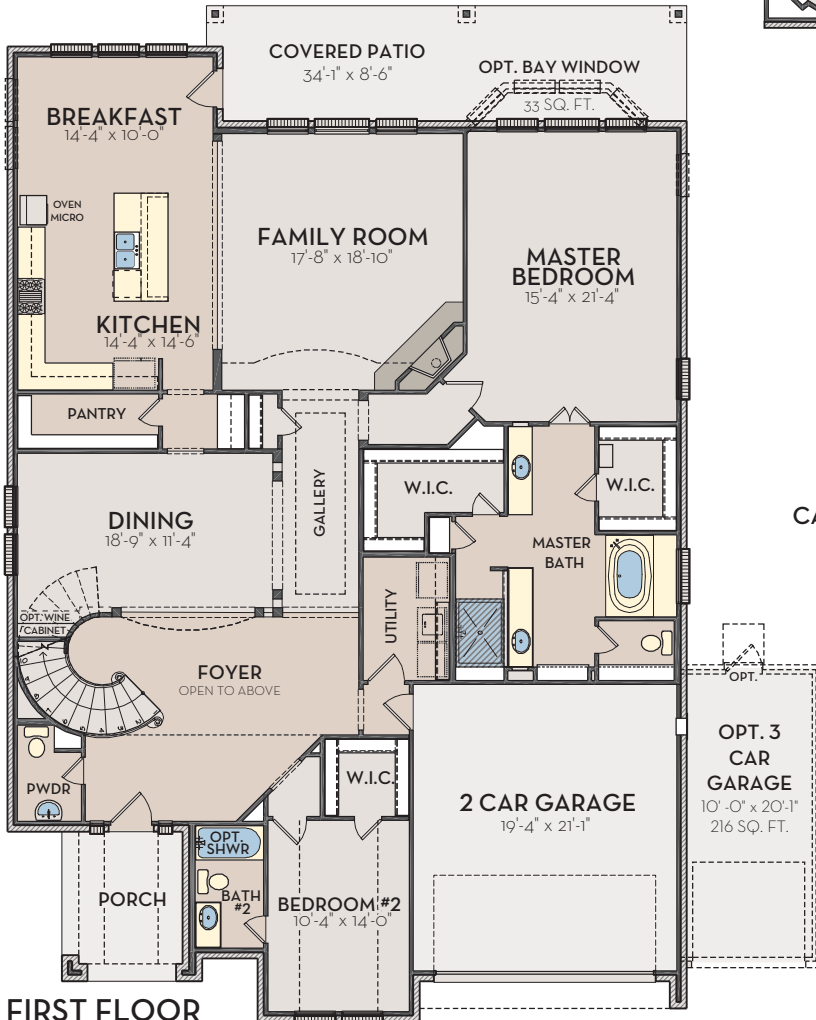 COVERED PATIO
34'-1" x 8'-6"
OPT. BAY WINDOW
33 SQ. FT.
BREAKFAST
14'-4" x 10'-0"
OVEN
MICRO
FAMILY ROOM
17'-8" x 18'-10"
MASTER
BEDROOM
15'-4" x 21'-4"
KITCHEN
14'-4" x 14'-6"
PANTRY
GALLERY
W.I.C.
W.I.C.
DINING
18'-9" x 11'-4"
MASTER
BATH
CA
OPT. WINE
CABINET
UTILITY
FOYER
OPEN TO ABOVE
OPT.
OPT. 3
CAR
GARAGE
10'-0" x 20'-1"
216 SQ. FT.
PWDR
W.I.C.
2 CAR GARAGE
19'-4" x 21'-1"
OPT.
SHWR
BATH
#2
PORCH
BEDROOM #2
10'-4" x 14'-0"
FIRST FLOOR